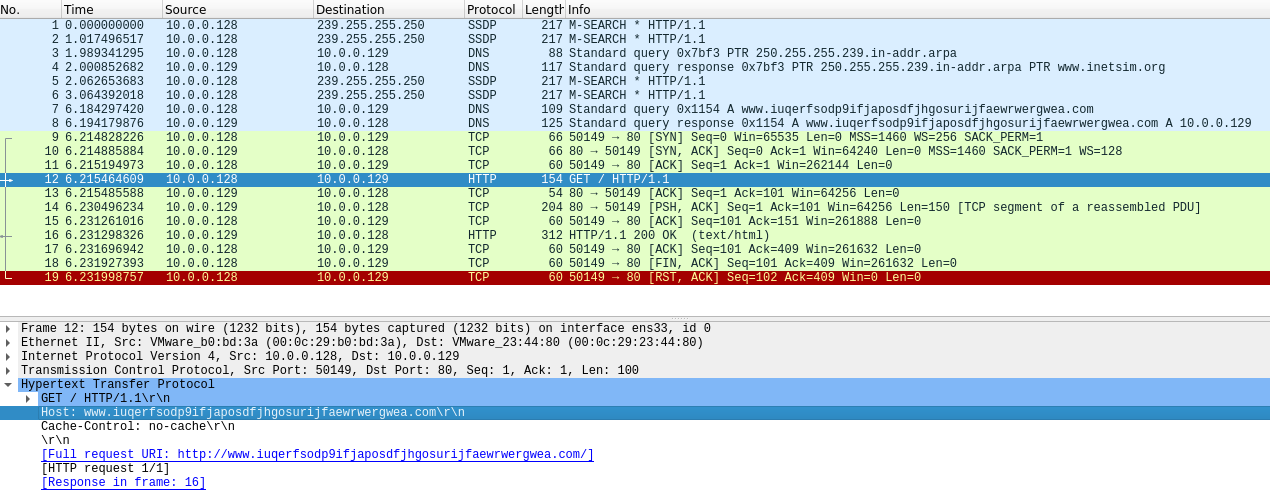 No. Time Source Destination Protocol Length Info
1 0.000000000 10.0.0.128 239.255.255.250 SSDP 217 M-SEARCH * HTTP/1.1
2 1.017496517 10.0.0.128 239.255.255.250 SSDP 217 M-SEARCH * HTTP/1.1
3 1.989341295 10.0.0.128 10.0.0.129 DNS 88 Standard query 0x7bf3 PTR 250.255.255.239.in-addr.arpa
4 2.000852682 10.0.0.129 10.0.0.128 DNS 117 Standard query response 0x7bf3 PTR 250.255.255.239.in-addr.arpa PTR www.inetsim.org
5 2.062653683 10.0.0.128 239.255.255.250 SSDP 217 M-SEARCH * HTTP/1.1
6 3.064392018 10.0.0.128 239.255.255.250 SSDP 217 M-SEARCH * HTTP/1.1
7 6.184297420 10.0.0.128 10.0.0.129 DNS 109 Standard query 0x1154 A www.iuqerfsodp9ifjaposdfjhgosurijfaewrwergwea.com
8 6.194179876 10.0.0.129 10.0.0.128 DNS 125 Standard query response 0x1154 A www.iuqerfsodp9ifjaposdfjhgosurijfaewrwergwea.com A 10.0.0.129
9 6.214828226 10.0.0.128 10.0.0.129 TCP 66 50149 → 80 [SYN] Seq=0 Win=65535 Len=0 MSS=1460 WS=256 SACK_PERM=1
10 6.214885884 10.0.0.129 10.0.0.128 TCP 66 80 → 50149 [SYN, ACK] Seq=0 Ack=1 Win=64240 Len=0 MSS=1460 SACK_PERM=1 WS=128
11 6.215194973 10.0.0.128 10.0.0.129 TCP 60 50149 → 80 [ACK] Seq=1 Ack=1 Win=262144 Len=0
12 6.215464609 10.0.0.128 10.0.0.129 HTTP 154 GET / HTTP/1.1
13 6.215485588 10.0.0.129 10.0.0.128 TCP 54 80 → 50149 [ACK] Seq=1 Ack=101 Win=64256 Len=0
14 6.230496234 10.0.0.129 10.0.0.128 TCP 204 80 → 50149 [PSH, ACK] Seq=1 Ack=101 Win=64256 Len=150 [TCP segment of a reassembled PDU]
15 6.231261016 10.0.0.128 10.0.0.129 TCP 60 50149 → 80 [ACK] Seq=101 Ack=151 Win=261888 Len=0
16 6.231298326 10.0.0.129 10.0.0.128 HTTP 312 HTTP/1.1 200 OK (text/html)
17 6.231696942 10.0.0.128 10.0.0.129 TCP 60 50149 → 80 [ACK] Seq=101 Ack=409 Win=261632 Len=0
18 6.231927393 10.0.0.128 10.0.0.129 TCP 60 50149 → 80 [FIN, ACK] Seq=101 Ack=409 Win=261632 Len=0
19 6.231998757 10.0.0.128 10.0.0.129 TCP 60 50149 → 80 [RST, ACK] Seq=102 Ack=409 Win=0 Len=0
Frame 12: 154 bytes on wire (1232 bits), 154 bytes captured (1232 bits) on interface ens33, id 0
Ethernet II, Src: VMware_b0:bd:3a (00:0c:29:b0:bd:3a), Dst: VMware_23:44:80 (00:0c:29:23:44:80)
Internet Protocol Version 4, Src: 10.0.0.128, Dst: 10.0.0.129
Transmission Control Protocol, Src Port: 50149, Dst Port: 80, Seq: 1, Ack: 1, Len: 100
Hypertext Transfer Protocol
GET / HTTP/1.1\r\n
Host: www.iuqerfsodp9ifjaposdfjhgosurijfaewrwergwea.com\r\n
Cache-Control: no-cache\r\n
\r\n
[Full request URI: http://www.iuqerfsodp9ifjaposdfjhgosurijfaewrwergwea.com/]
[HTTP request 1/1]
[Response in frame: 16]